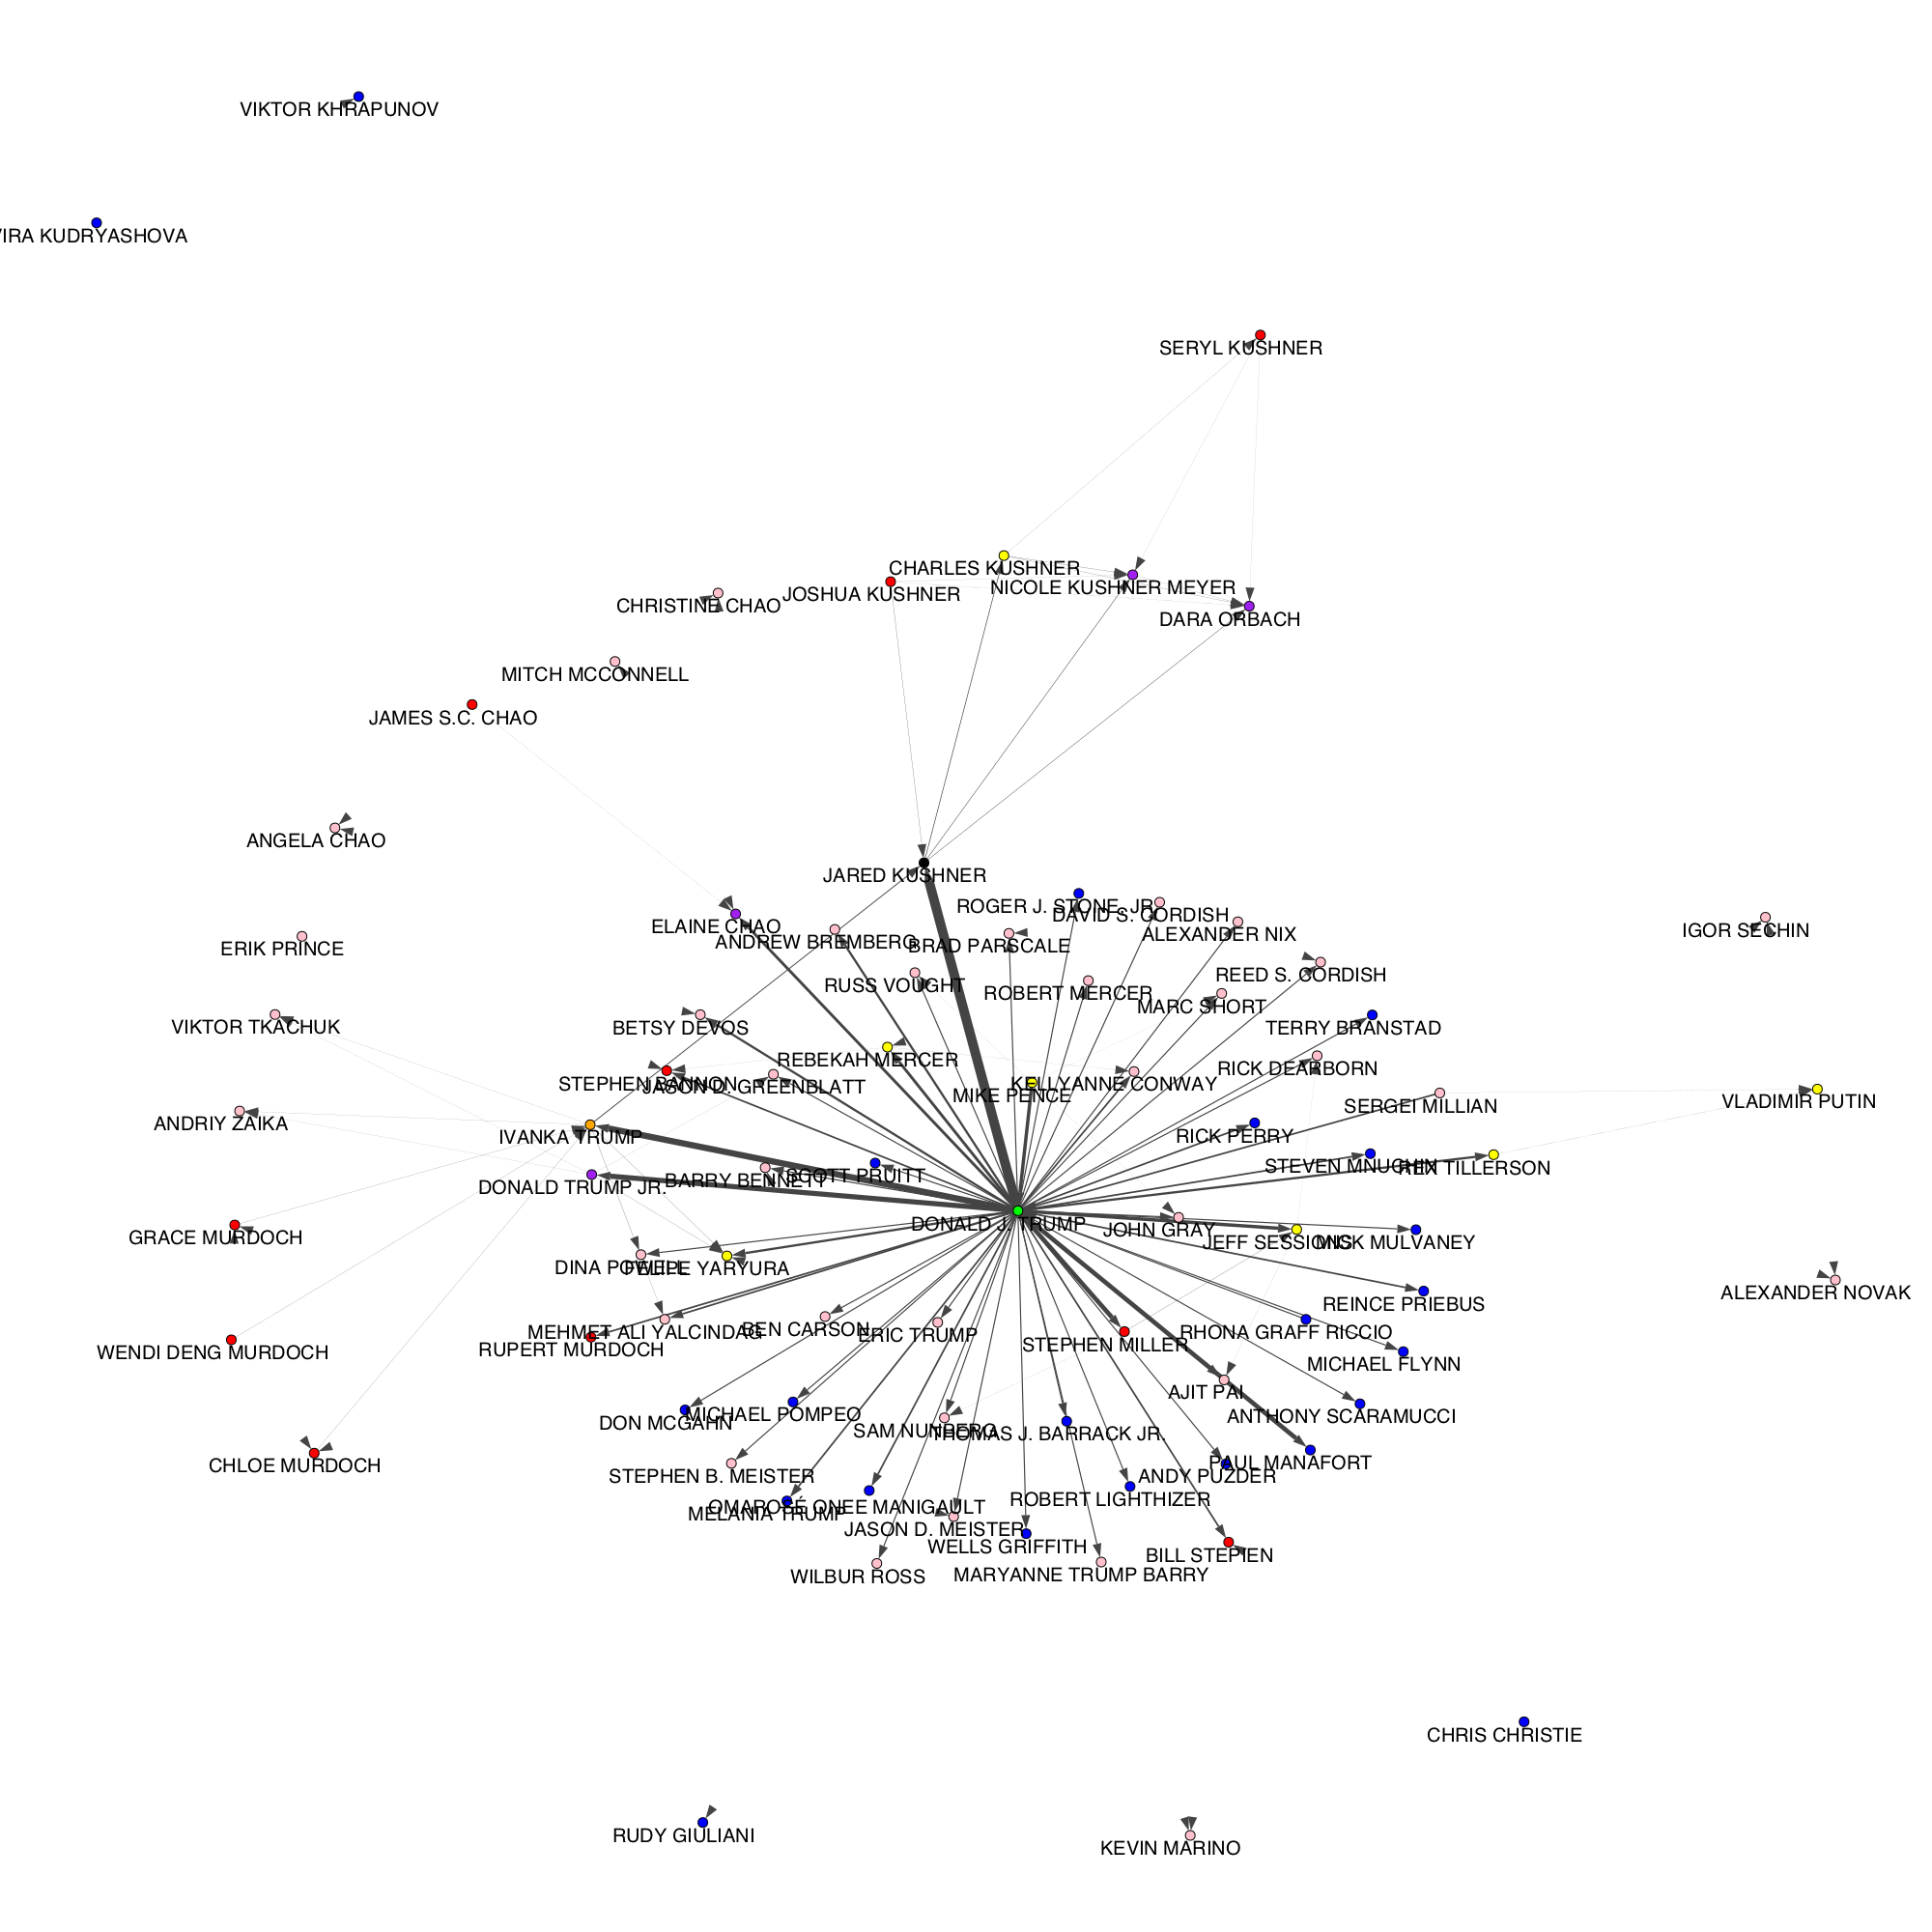 VIKTOR KHRAPUNOV
IRA KUDRYASHOVA
SERYL KUSHNER
CHARLES KUSHNER
NICOLE KUSHNER MEYER
JOSHUA KUSHNER
CHRISTINE CHAO
DARA ORBACH
MITCH MCCONNELL
JAMES S.C. CHAO
ANGELA CHAO
JARED KUSHNER
ROGER J. STONE, JR.
DAVID S. CORDISH
ELAINE CHAO
ANDREW BREMBERG
BRAD PARSCALE
ALEXANDER NIX
IGOR SECHIN
ERIK PRINCE
REED S. CORDISH
RUSS VOUGHT
ROBERT MERCER
MARC SHORT
VIKTOR TKACHUK
BETSY DEVOS
TERRY BRANSTAD
REBEKAH MERCER
RICK DEARBORN
STEPHEN BANNON
JASON D. GREENBLATT
KELLYANNE CONWAY
MIKE PENCE
SERGEI MILLIAN
VLADIMIR PUTIN
ANDRIY ZAIKA
IVANKA TRUMP
RICK PERRY
STEVEN MNUCHIN
REX TILLERSON
BARRY BENNETT
SCOTT PRUITT
DONALD TRUMP JR.
DONALD J. TRUMP
JOHN GRAY
GRACE MURDOCH
JEFF SESSIONS
MICK MULVANEY
DINA POWELL
FELIPE YARYURA
ALEXANDER NOVAK
REINCE PRIEBUS
MEHMET ALI YALCINDAG
BEN CARSON
ERIC TRUMP
RHONA GRAFF RICCIO
RUPERT MURDOCH
STEPHEN MILLER
WENDI DENG MURDOCH
MICHAEL FLYNN
AJIT PAI
DON MCGAHN
MICHAEL POMPEO
ANTHONY SCARAMUCCI
SAM NUNBERG
THOMAS J. BARRACK JR.
CHLOE MURDOCH
PAUL MANAFORT
STEPHEN B. MEISTER
ANDY PUZDER
ROBERT LIGHTHIZER
OMAROSÉ ONEE MANIGAULT
MELANIA TRUMP
JASON D. MEISTER
WELLS GRIFFITH
BILL STEPIEN
WILBUR ROSS
MARYANNE TRUMP BARRY
CHRIS CHRISTIE
RUDY GIULIANI
KEVIN MARINO